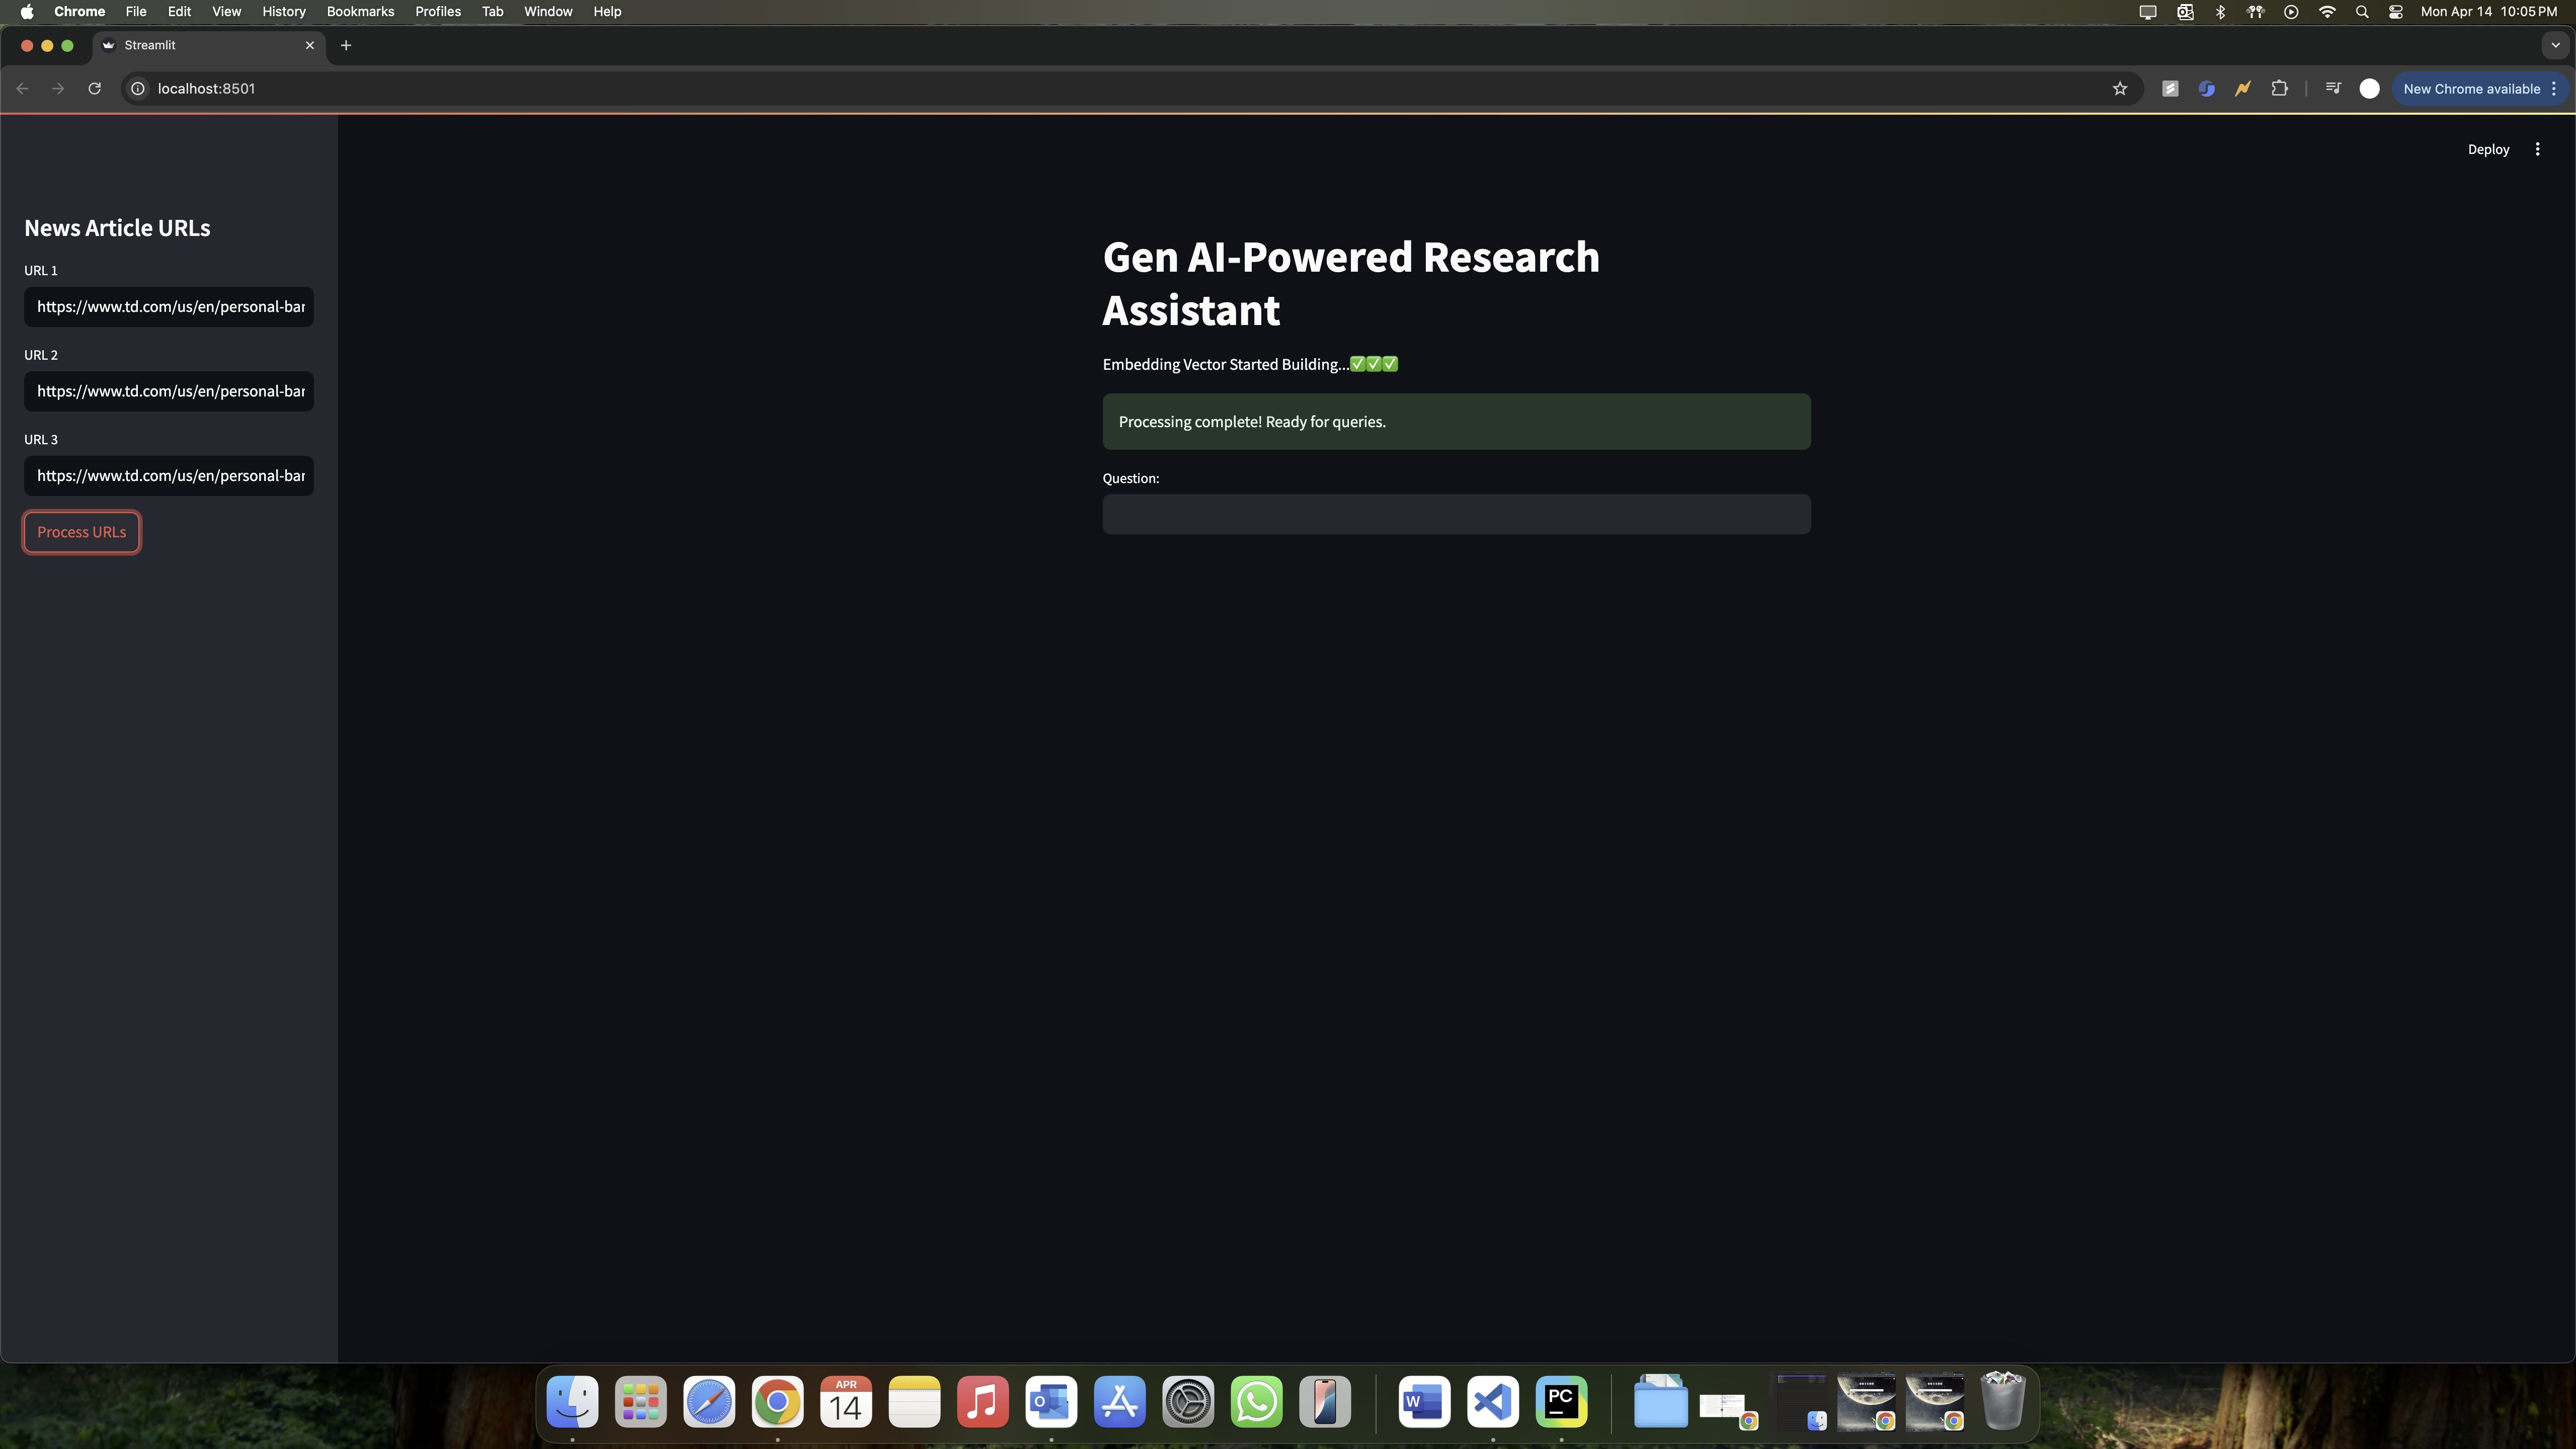 Chrome File Edit View History Bookmarks Profiles Tab Window Help
Mon Apr 14 10:05 PM
Streamlit
localhost:8501
New Chrome available
Deploy
News Article URLs
URL 1
https://www.td.com/us/en/personal-bar
URL 2
https://www.td.com/us/en/personal-bar
URL 3
https://www.td.com/us/en/personal-bar
Process URLs
Gen AI-Powered Research
Assistant
Embedding Vector Started Building...✅✅✅
Processing complete! Ready for queries.
Question:
APR
14
O
W
PC